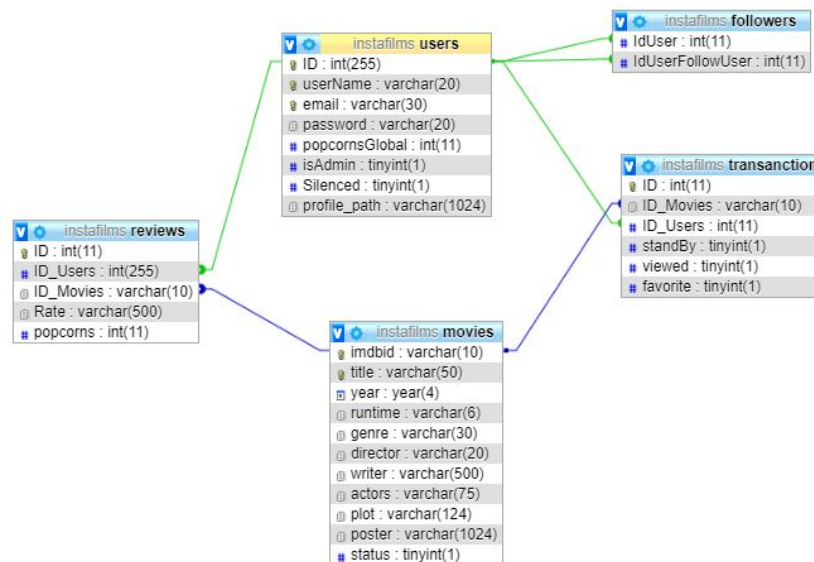 instafilms users
ID : int(255)
userName : varchar(20)
email : varchar(30)
password : varchar(20)
popcornsGlobal : int(11)
isAdmin : tinyint(1)
Silenced : tinyint(1)
profile_path : varchar(1024)
instafilms followers
IdUser : int(11)
IdUserFollowUser : int(11)
instafilms transanction
ID : int(11)
ID_Movies : varchar(10)
ID_Users : int(11)
standBy : tinyint(1)
viewed : tinyint(1)
favorite : tinyint(1)
instafilms reviews
ID : int(11)
ID_Users : int(255)
ID_Movies : varchar(10)
Rate : varchar(500)
popcorns : int(11)
instafilms movies
imdbid : varchar(10)
title : varchar(50)
year : year(4)
runtime : varchar(6)
genre : varchar(30)
director : varchar(20)
writer : varchar(500)
actors : varchar(75)
plot : varchar(124)
poster : varchar(1024)
status : tinyint(1)